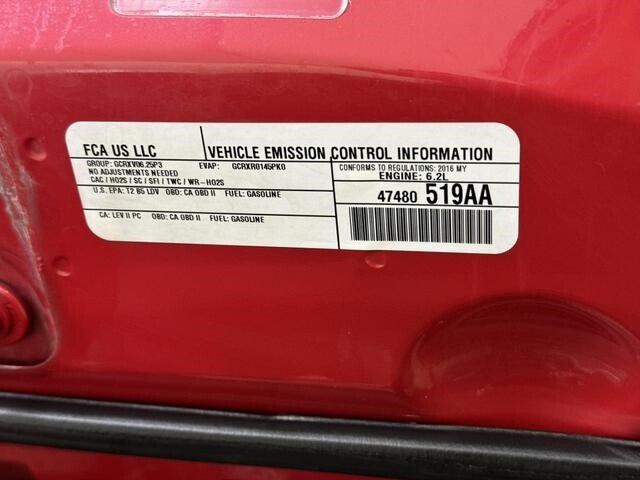 FCA US LLC
VEHICLE EMISSION CONTROL INFORMATION
GROUP: GCRXV06.25P3 EVAP: GCRXR0145PK0
NO ADJUSTMENTS NEEDED
CAC / HO2S / SC / SFI / TWC / WR-HO2S
CONFORMS TO REGULATIONS: 2016 MY
ENGINE: 6.2L
U.S. EPA: T2 B5 LDV OBD: CA OBD II FUEL: GASOLINE
47480 519AA
CA: LEV II PC OBD: CA OBD II FUEL: GASOLINE